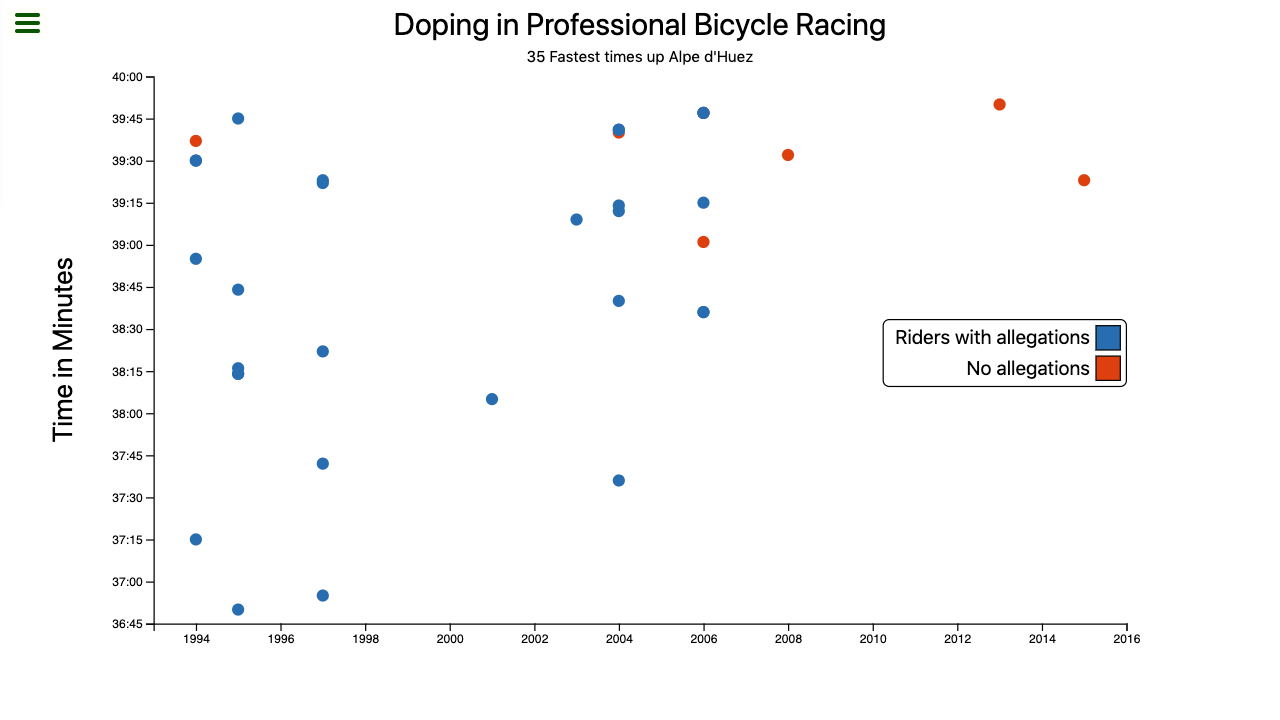 Doping in Professional Bicycle Racing
35 Fastest times up Alpe d'Huez
Time in Minutes
40:00
39:45
39:30
39:15
39:00
38:45
38:30
38:15
38:00
37:45
37:30
37:15
37:00
36:45
1994 1996 1998 2000 2002 2004 2006 2008 2010 2012 2014 2016
Riders with allegations
No allegations